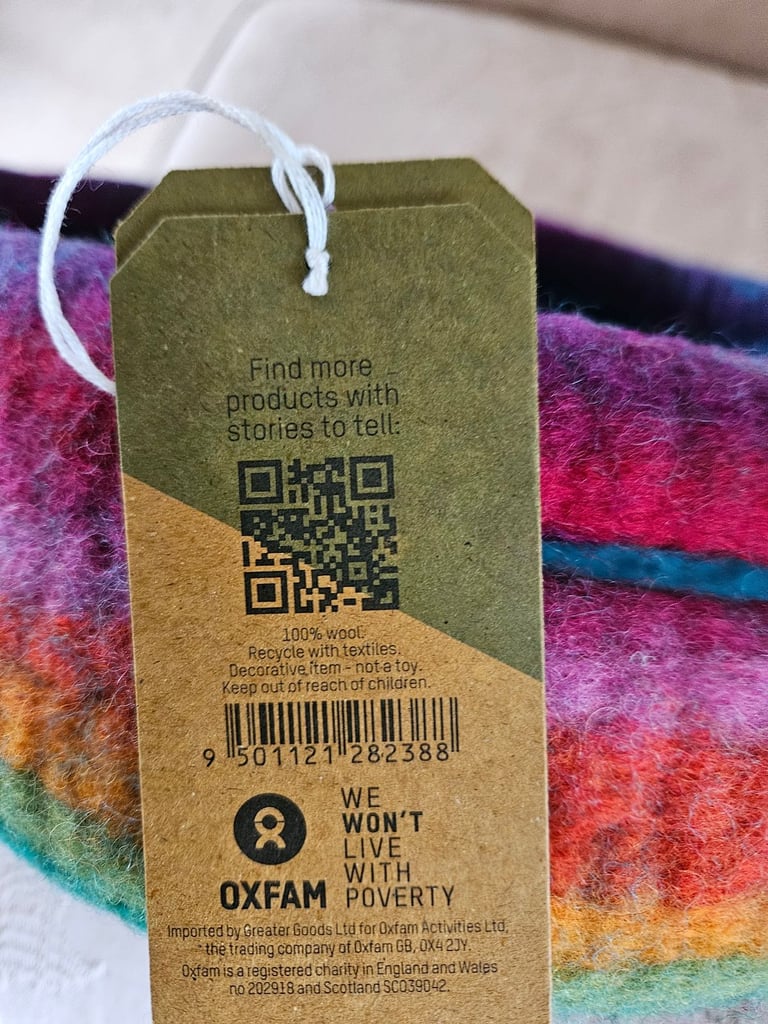 Find more
products with
stories to tell:
100% wool.
Recycle with textiles.
Decorative item - not a toy.
Keep out of reach of children.
9 501121 282388
OXFAM
WE
WON'T
LIVE
WITH
POVERTY
Imported by Greater Goods Ltd for Oxfam Activities Ltd,
the trading company of Oxfam GB, OX4 2JY.
Oxfam is a registered charity in England and Wales
no 202918 and Scotland SC039042.